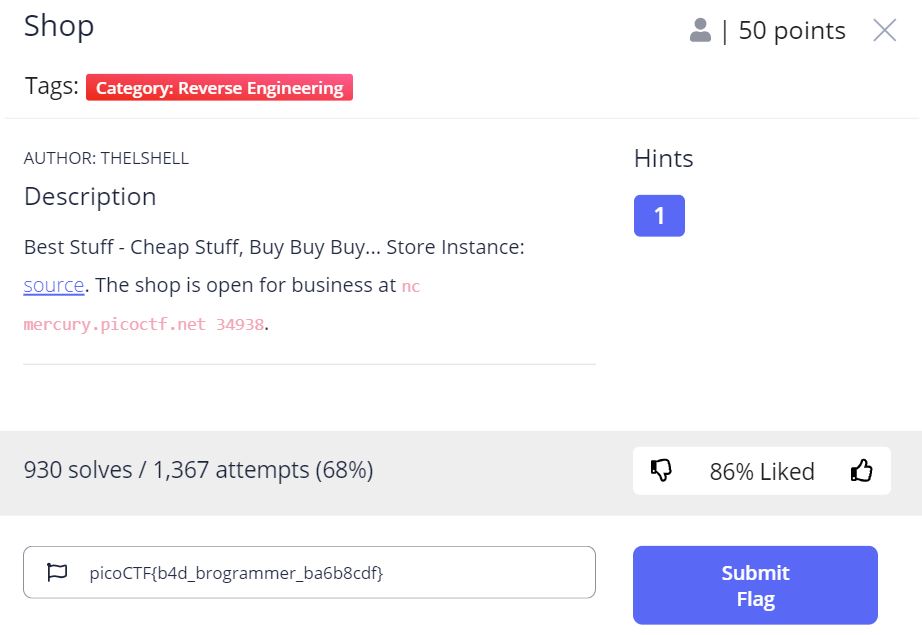 Shop
| 50 points
Tags: Category: Reverse Engineering
AUTHOR: THELSHELL
Description
Best Stuff - Cheap Stuff, Buy Buy Buy... Store Instance:
source. The shop is open for business at nc
mercury.picoctf.net 34938.
Hints
1
930 solves / 1,367 attempts (68%)
86% Liked
picoCTF{b4d_brogrammer_ba6b8cdf}
Submit
Flag